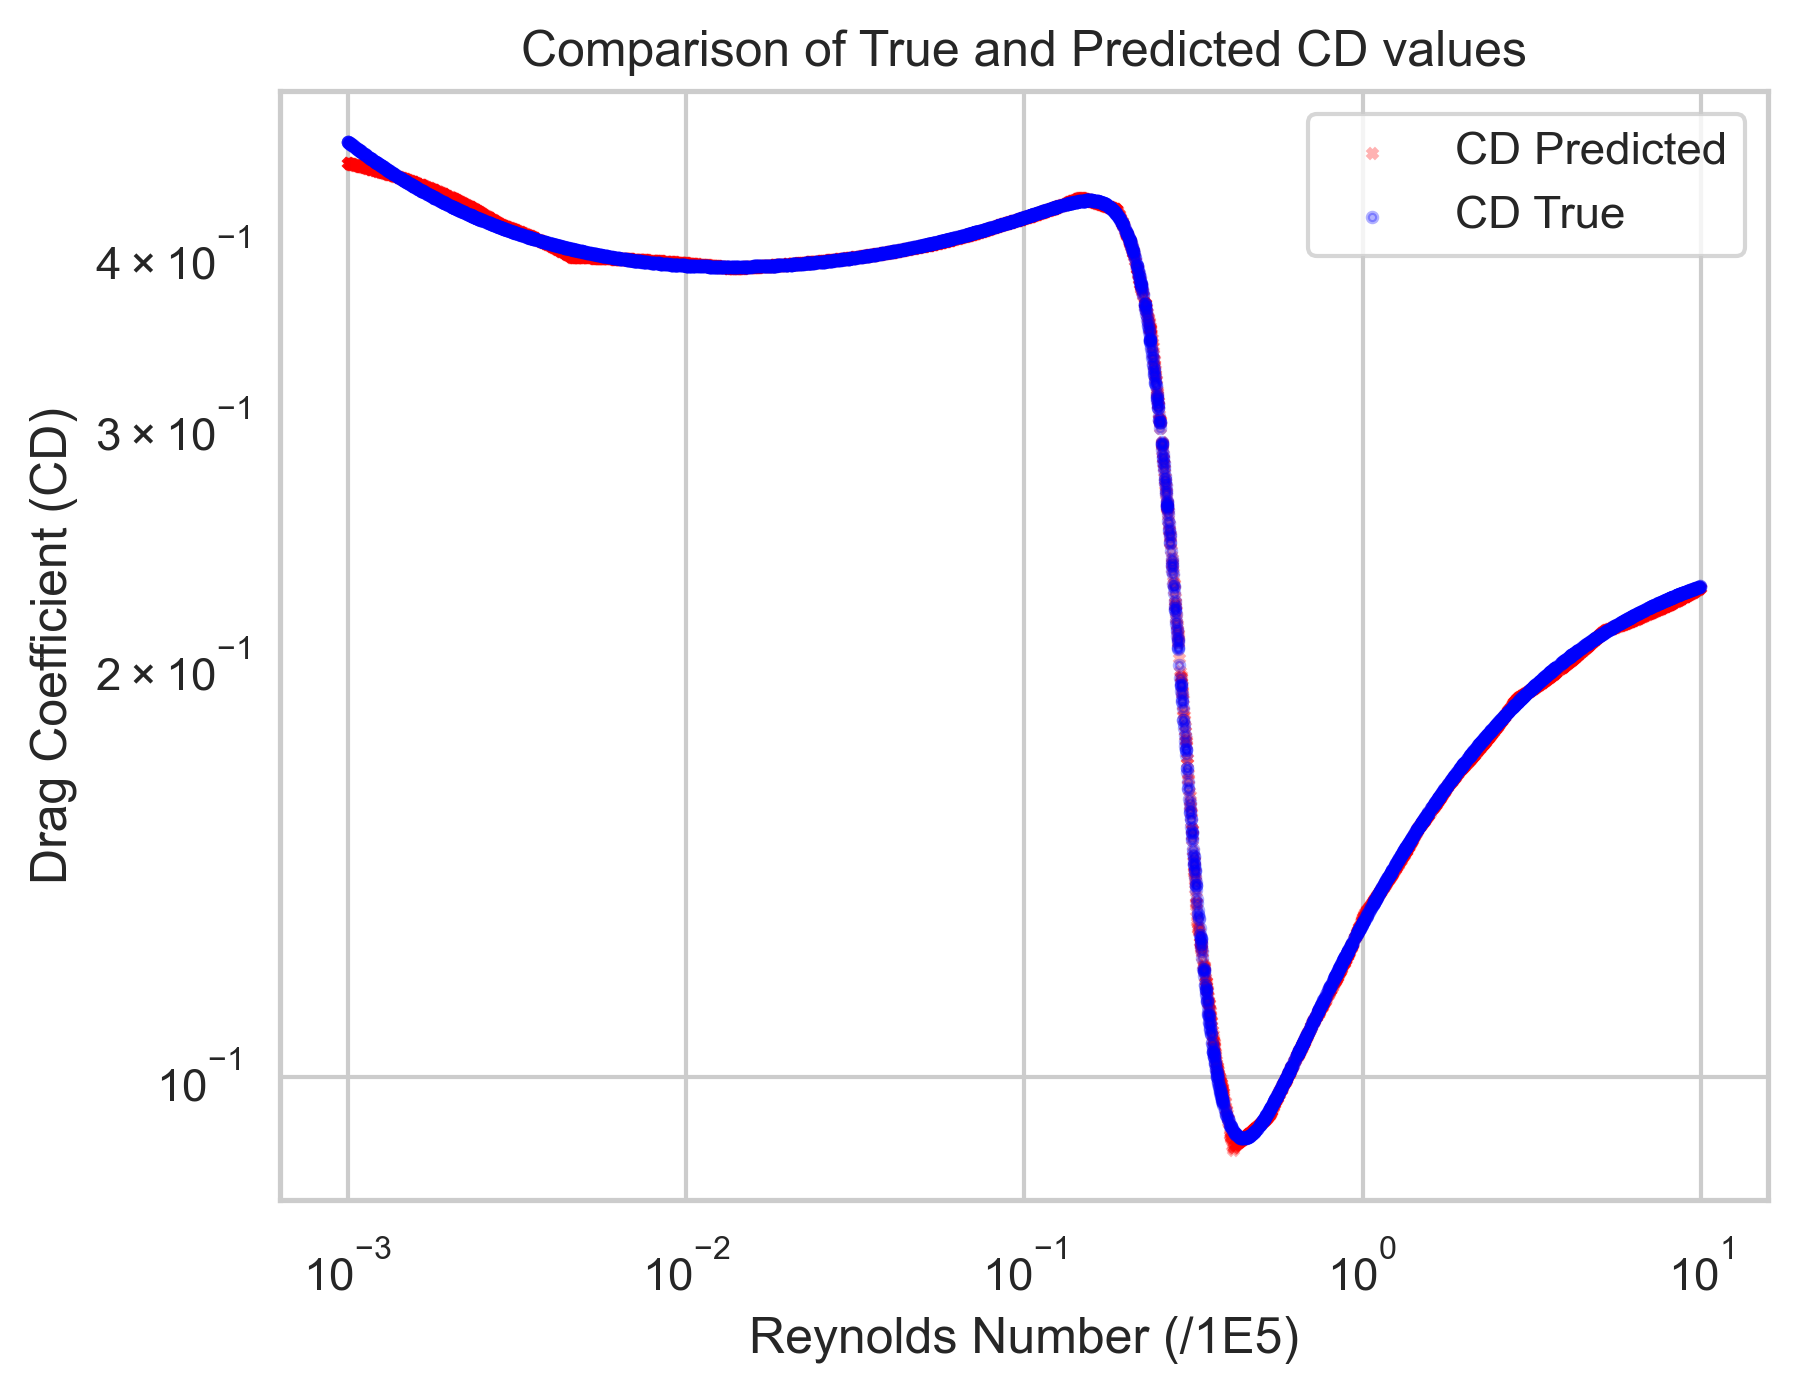 Comparison of True and Predicted CD values
CD Predicted
CD True
Drag Coefficient (CD)
4 × 10⁻¹
3 × 10⁻¹
2 × 10⁻¹
10⁻¹
10⁻³ 10⁻² 10⁻¹ 10⁰ 10¹
Reynolds Number (/1E5)